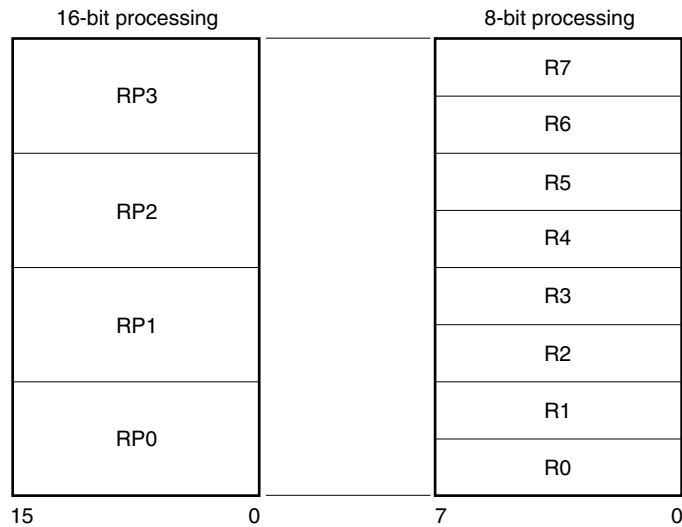 16-bit processing 8-bit processing
RP3
RP2
RP1
RP0
R7
R6
R5
R4
R3
R2
R1
R0
15 0 7 0